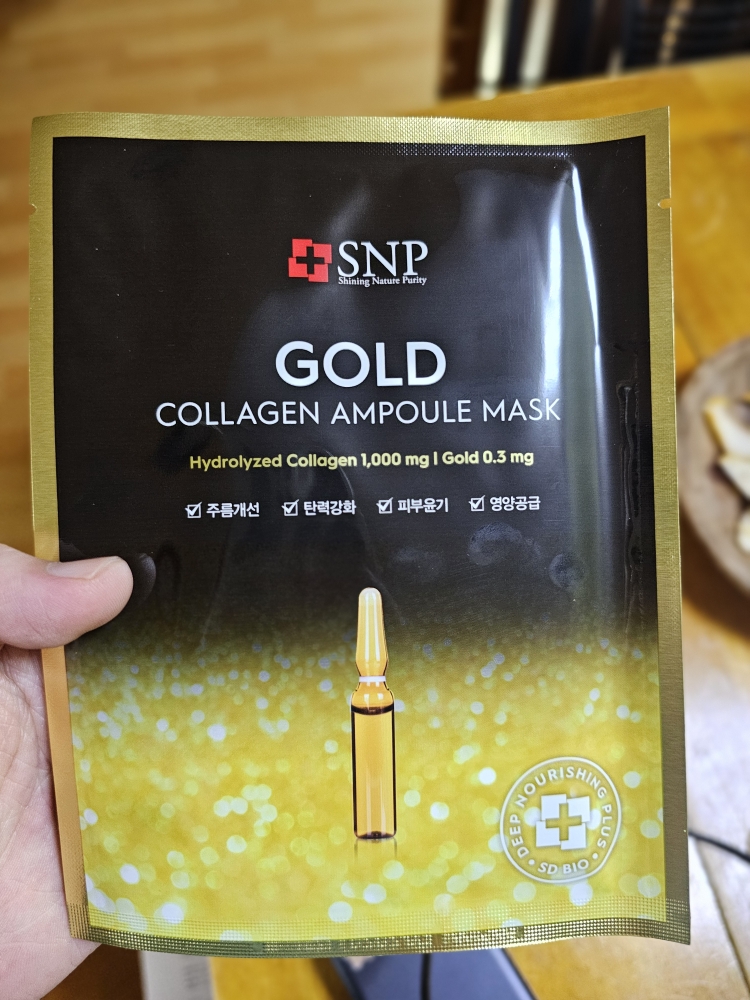 SNP
Shining Nature Purity
GOLD
COLLAGEN AMPOULE MASK
Hydrolyzed Collagen 1,000 mg | Gold 0.3 mg
주름개선 탄력강화 피부윤기 영양공급
DEEP NOURISHING PLUS
SD BIO